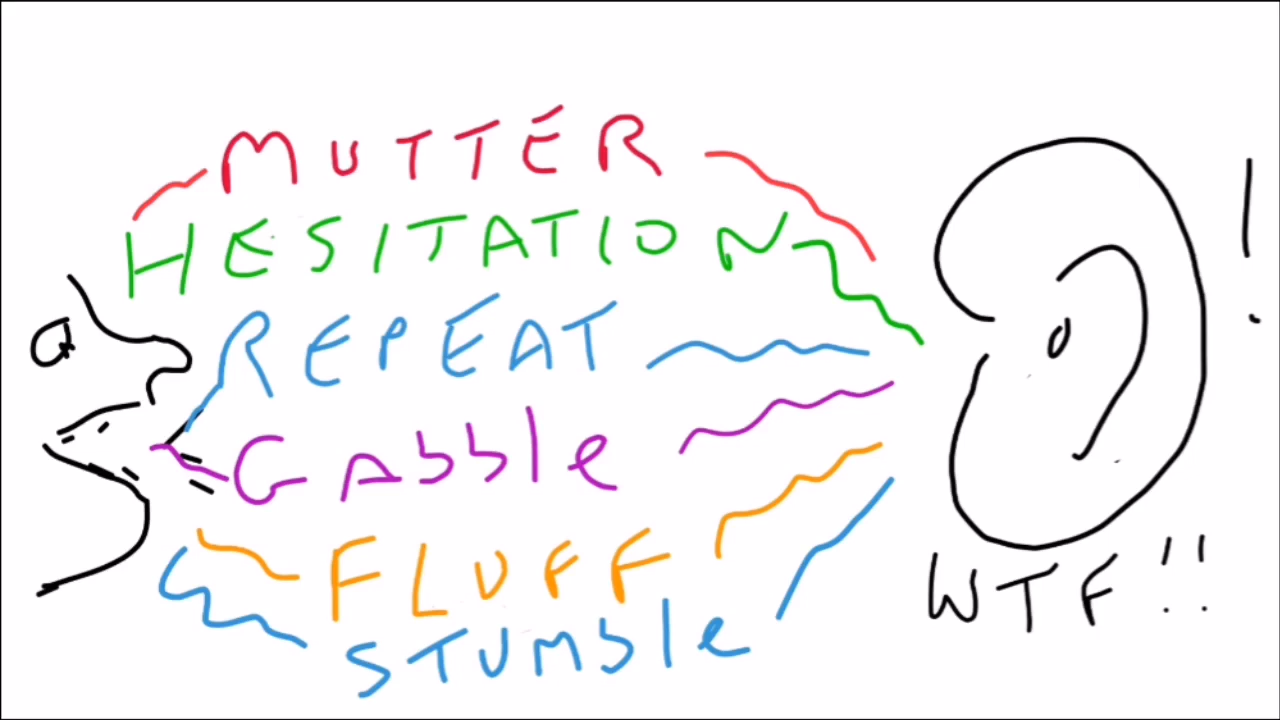 MUTTER
HESITATION
REPEAT
GAbble
FLUFF
STUMble
!
WTF!!